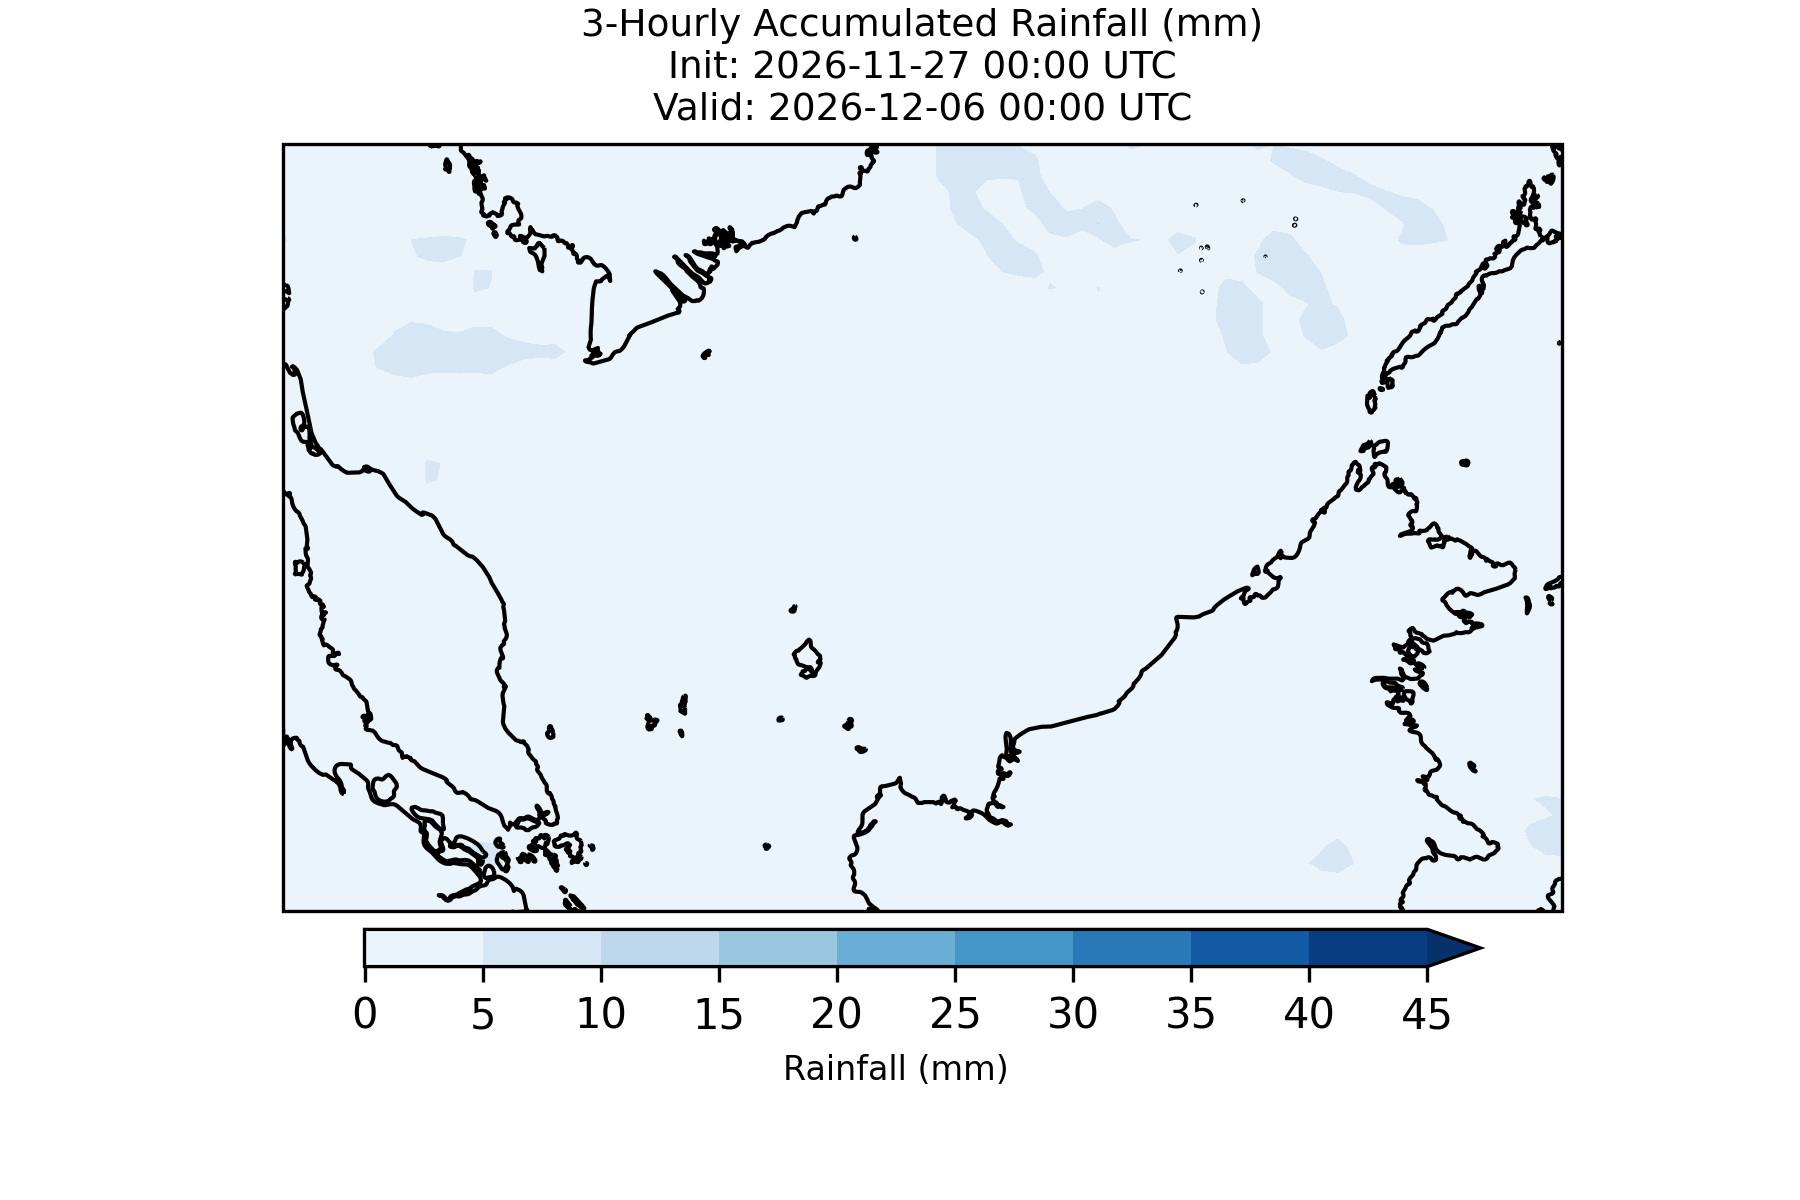 3-Hourly Accumulated Rainfall (mm)
Init: 2026-11-27 00:00 UTC
Valid: 2026-12-06 00:00 UTC
0 5 10 15 20 25 30 35 40 45
Rainfall (mm)